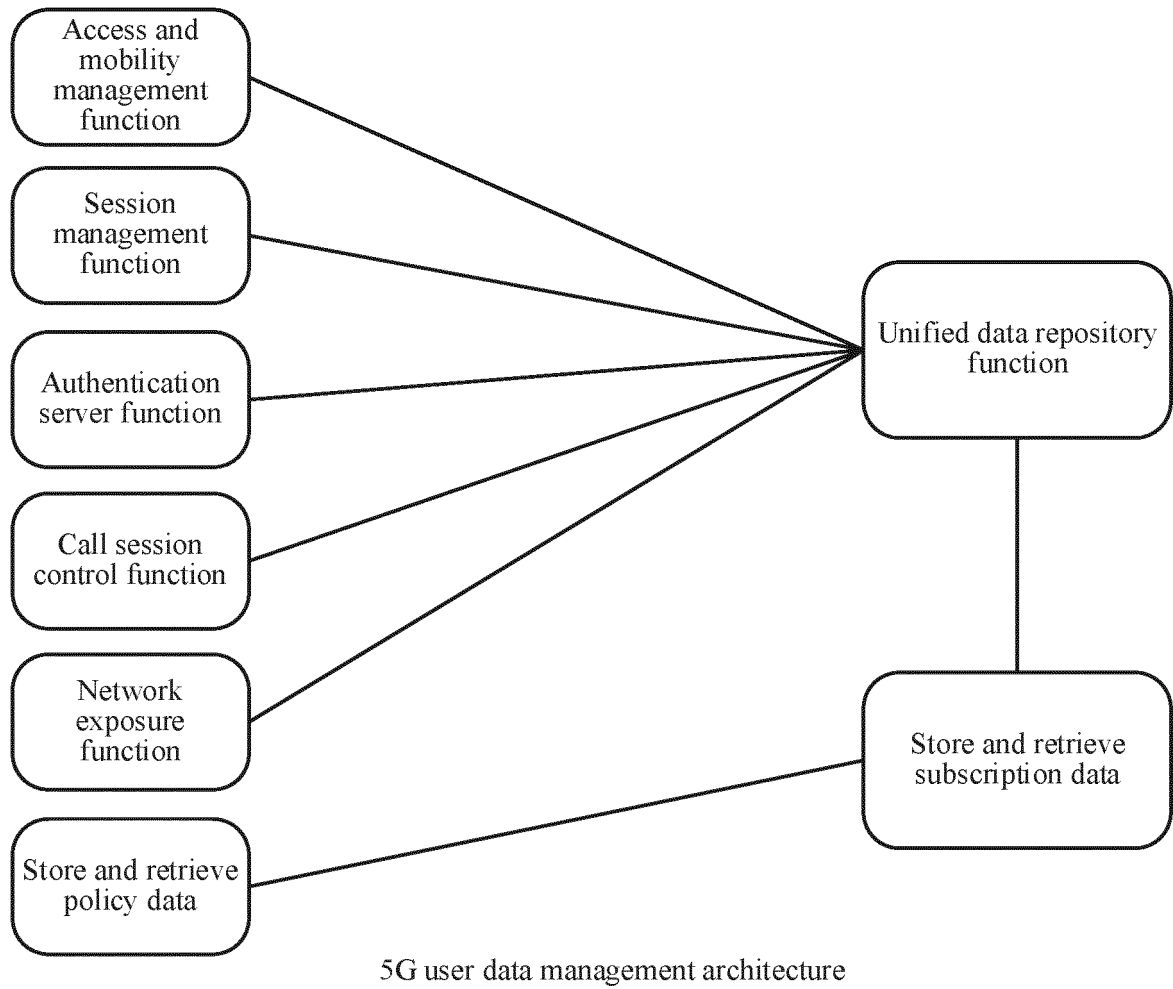 Access and
mobility
management
function
Session
management
function
Authentication
server function
Call session
control function
Network
exposure
function
Store and retrieve
policy data
Unified data repository
function
Store and retrieve
subscription data
5G user data management architecture